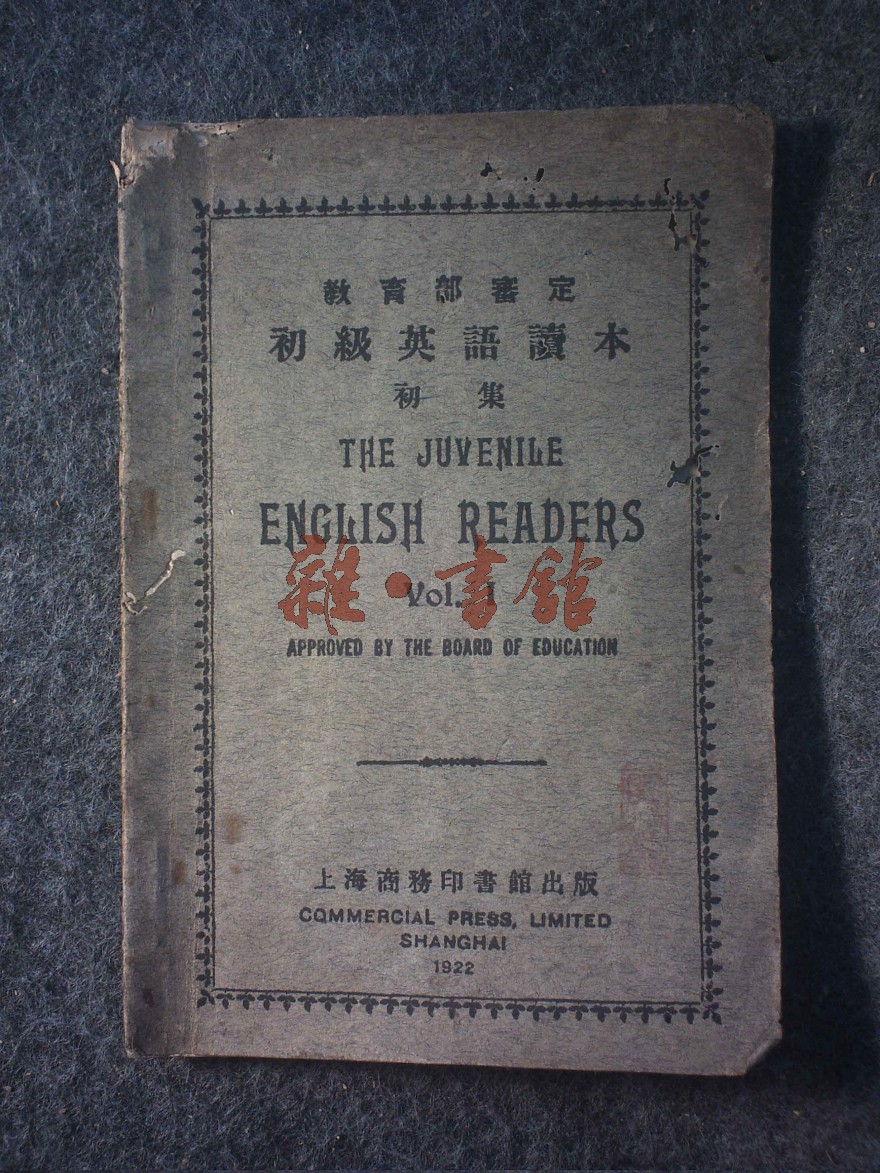 教育部審定
初級英語讀本
初集
THE JUVENILE
ENGLISH READERS
Vol. I
雜·書館
APPROVED BY THE BOARD OF EDUCATION
上海商務印書館出版
COMMERCIAL PRESS, LIMITED
SHANGHAI
1922